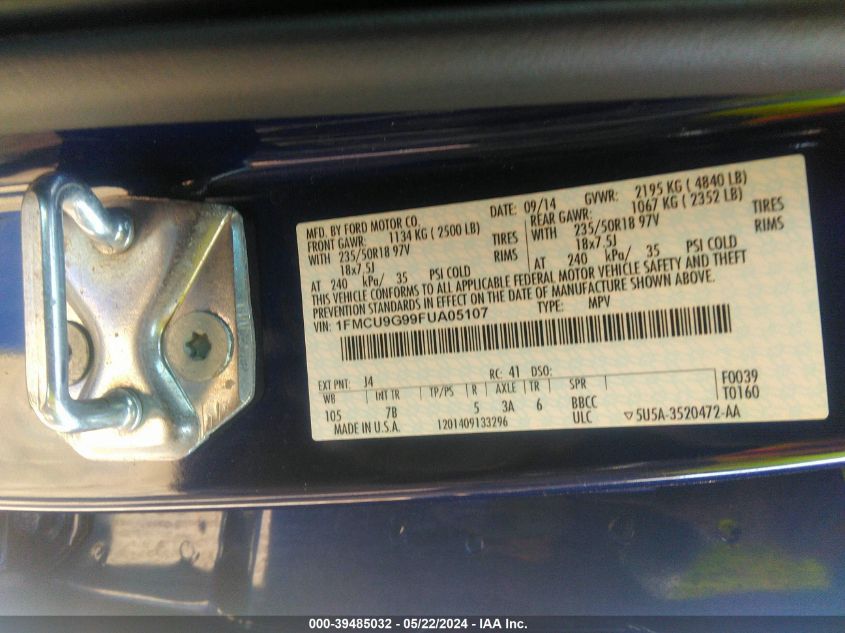 MFD. BY FORD MOTOR CO. DATE: 09/14 GVWR: 2195 KG ( 4840 LB)
FRONT GAWR: 1134 KG ( 2500 LB) REAR GAWR: 1067 KG ( 2352 LB)
WITH 235/50R18 97V TIRES WITH 235/50R18 97V TIRES
18x7.5J RIMS 18x7.5J RIMS
AT 240 kPa/ 35 PSI COLD AT 240 kPa/ 35 PSI COLD
THIS VEHICLE CONFORMS TO ALL APPLICABLE FEDERAL MOTOR VEHICLE SAFETY AND THEFT
PREVENTION STANDARDS IN EFFECT ON THE DATE OF MANUFACTURE SHOWN ABOVE.
VIN: 1FMCU9G99FUA05107 TYPE: MPV
EXT PNT: J4 RC: 41 DSO: F0039
WB INT TR TP/PS R AXLE TR SPR T0160
105 7B 5 3A 6 BBCC
MADE IN U.S.A. 1201409133296 ULC ▽5U5A-3520472-AA
000-39485032 - 05/22/2024 - IAA Inc.